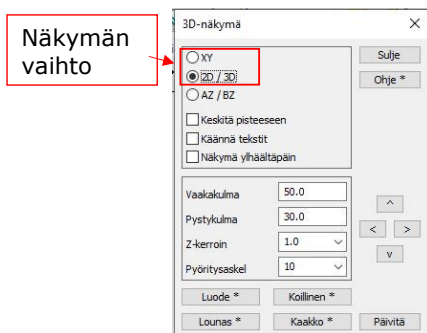 Näkymän
vaihto
3D-näkymä
XY
2D / 3D
AZ / BZ
Sulje
Ohje *
Keskitä pisteeseen
Käännä tekstit
Näkymä ylhäältäpäin
Vaakakulma 50.0
Pystykulma 30.0
Z-kerroin 1.0
Pyöritysaskel 10
^
< >
v
Luode * Koillinen *
Lounas * Kaakko * Päivitä